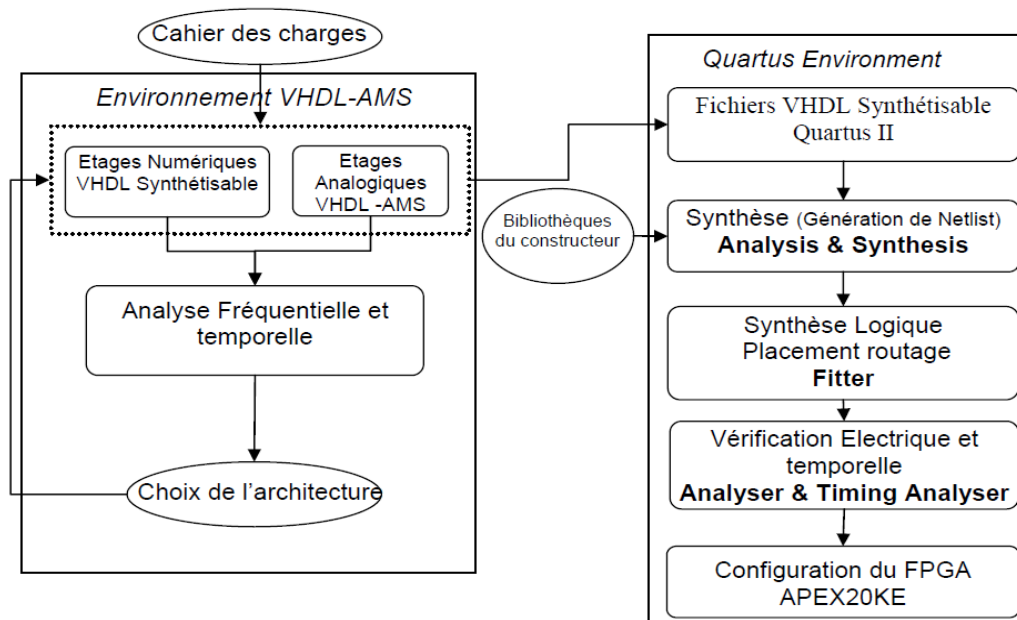 Cahier des charges
Environnement VHDL-AMS
Etages Numériques
VHDL Synthétisable
Etages
Analogiques
VHDL -AMS
Analyse Fréquentielle et
temporelle
Choix de l'architecture
Bibliothèques
du constructeur
Quartus Environment
Fichiers VHDL Synthétisable
Quartus II
Synthèse (Génération de Netlist)
Analysis & Synthesis
Synthèse Logique
Placement routage
Fitter
Vérification Electrique et
temporelle
Analyser & Timing Analyser
Configuration du FPGA
APEX20KE